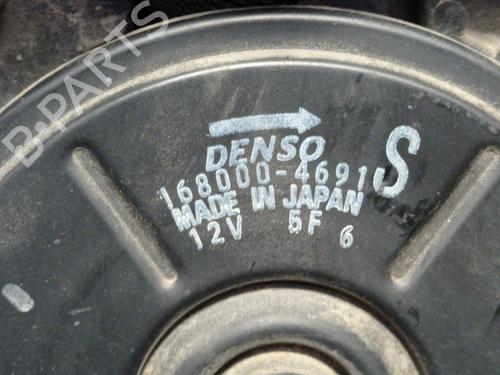 B-PARTS
DENSO
168000-4691 S
MADE IN JAPAN
12V 5F 6